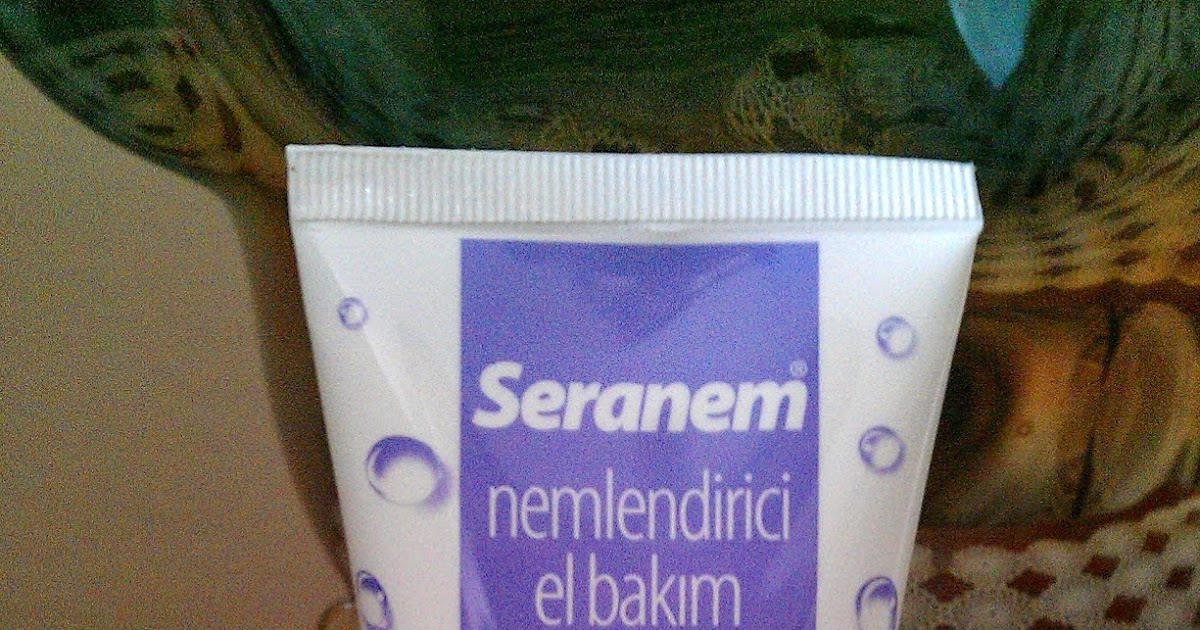 Seranem®
nemlendirici
el bakım